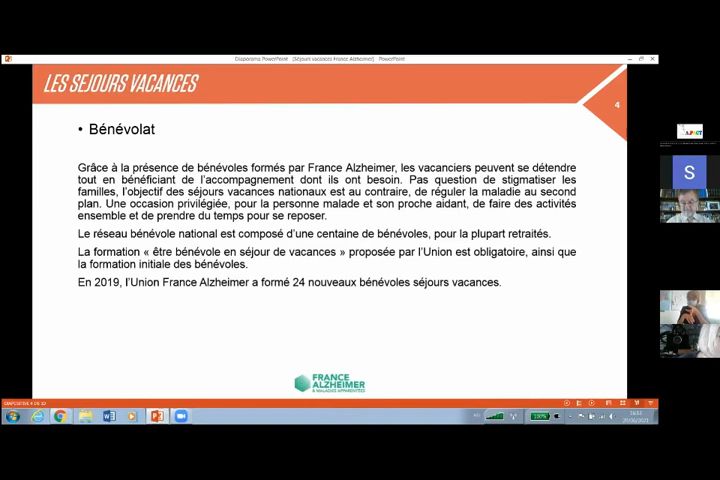 Diaporama PowerPoint - [Séjours vacances France Alzheimer] - PowerPoint
LES SEJOURS VACANCES
4
• Bénévolat
Grâce à la présence de bénévoles formés par France Alzheimer, les vacanciers peuvent se détendre
tout en bénéficiant de l'accompagnement dont ils ont besoin. Pas question de stigmatiser les
familles, l'objectif des séjours vacances nationaux est au contraire, de réguler la maladie au second
plan. Une occasion privilégiée, pour la personne malade et son proche aidant, de faire des activités
ensemble et de prendre du temps pour se reposer.
Le réseau bénévole national est composé d'une centaine de bénévoles, pour la plupart retraités.
La formation « être bénévole en séjour de vacances » proposée par l'Union est obligatoire, ainsi que
la formation initiale des bénévoles.
En 2019, l'Union France Alzheimer a formé 24 nouveaux bénévoles séjours vacances.
FRANCE
ALZHEIMER
& MALADIES APPARENTÉES
100%
S